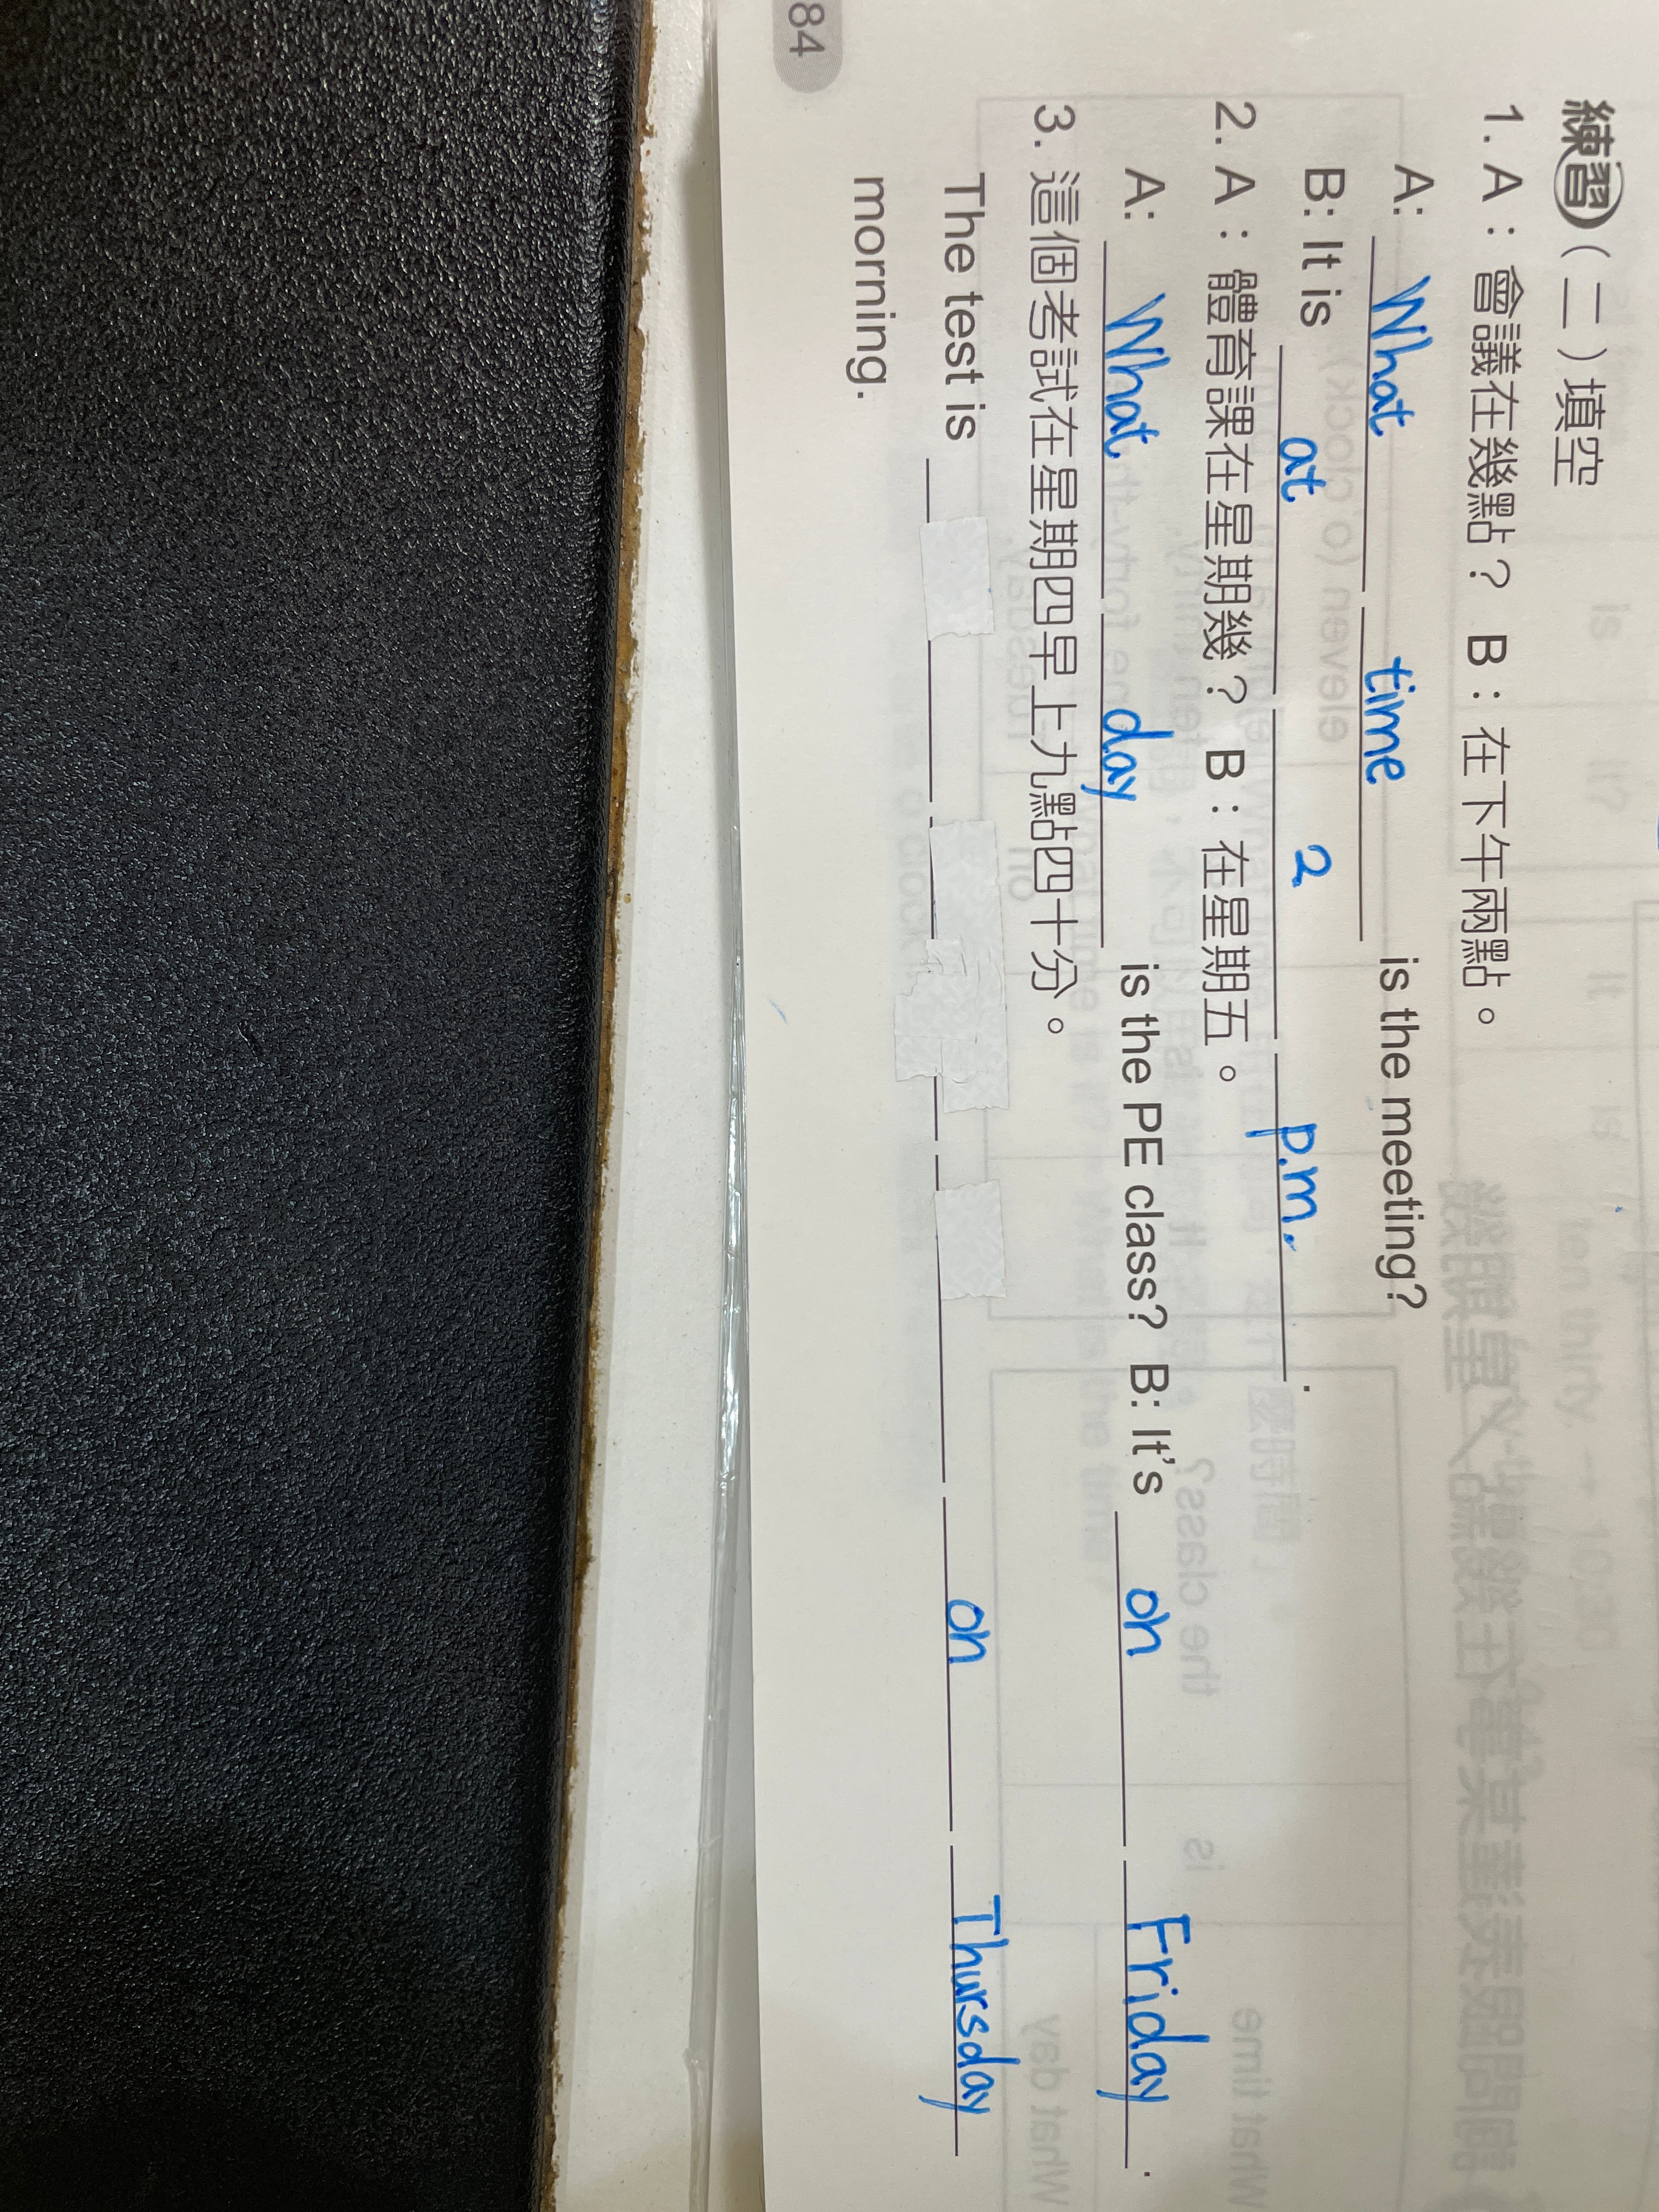 練習(二)填空
1. A：會議在幾點？ B：在下午兩點。
A: What time is the meeting?
B: It is at 2 p.m. .
2. A：體育課在星期幾？ B：在星期五。
A: What day is the PE class? B: It's on Friday.
3. 這個考試在星期四早上九點四十分。
The test is ____ ____ ____ on Thursday
morning.
84